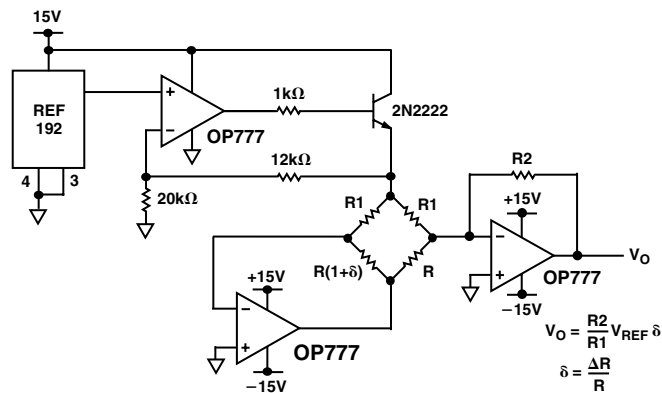 15V
REF
192
4
3
+
−
OP777
1kΩ
2N2222
12kΩ
20kΩ
R1
R1
R(1+δ)
R
R2
+15V
−
+
OP777
−15V
V_O
+15V
−
+
OP777
−15V
V_O = R2/R1 V_REF δ
δ = ΔR/R